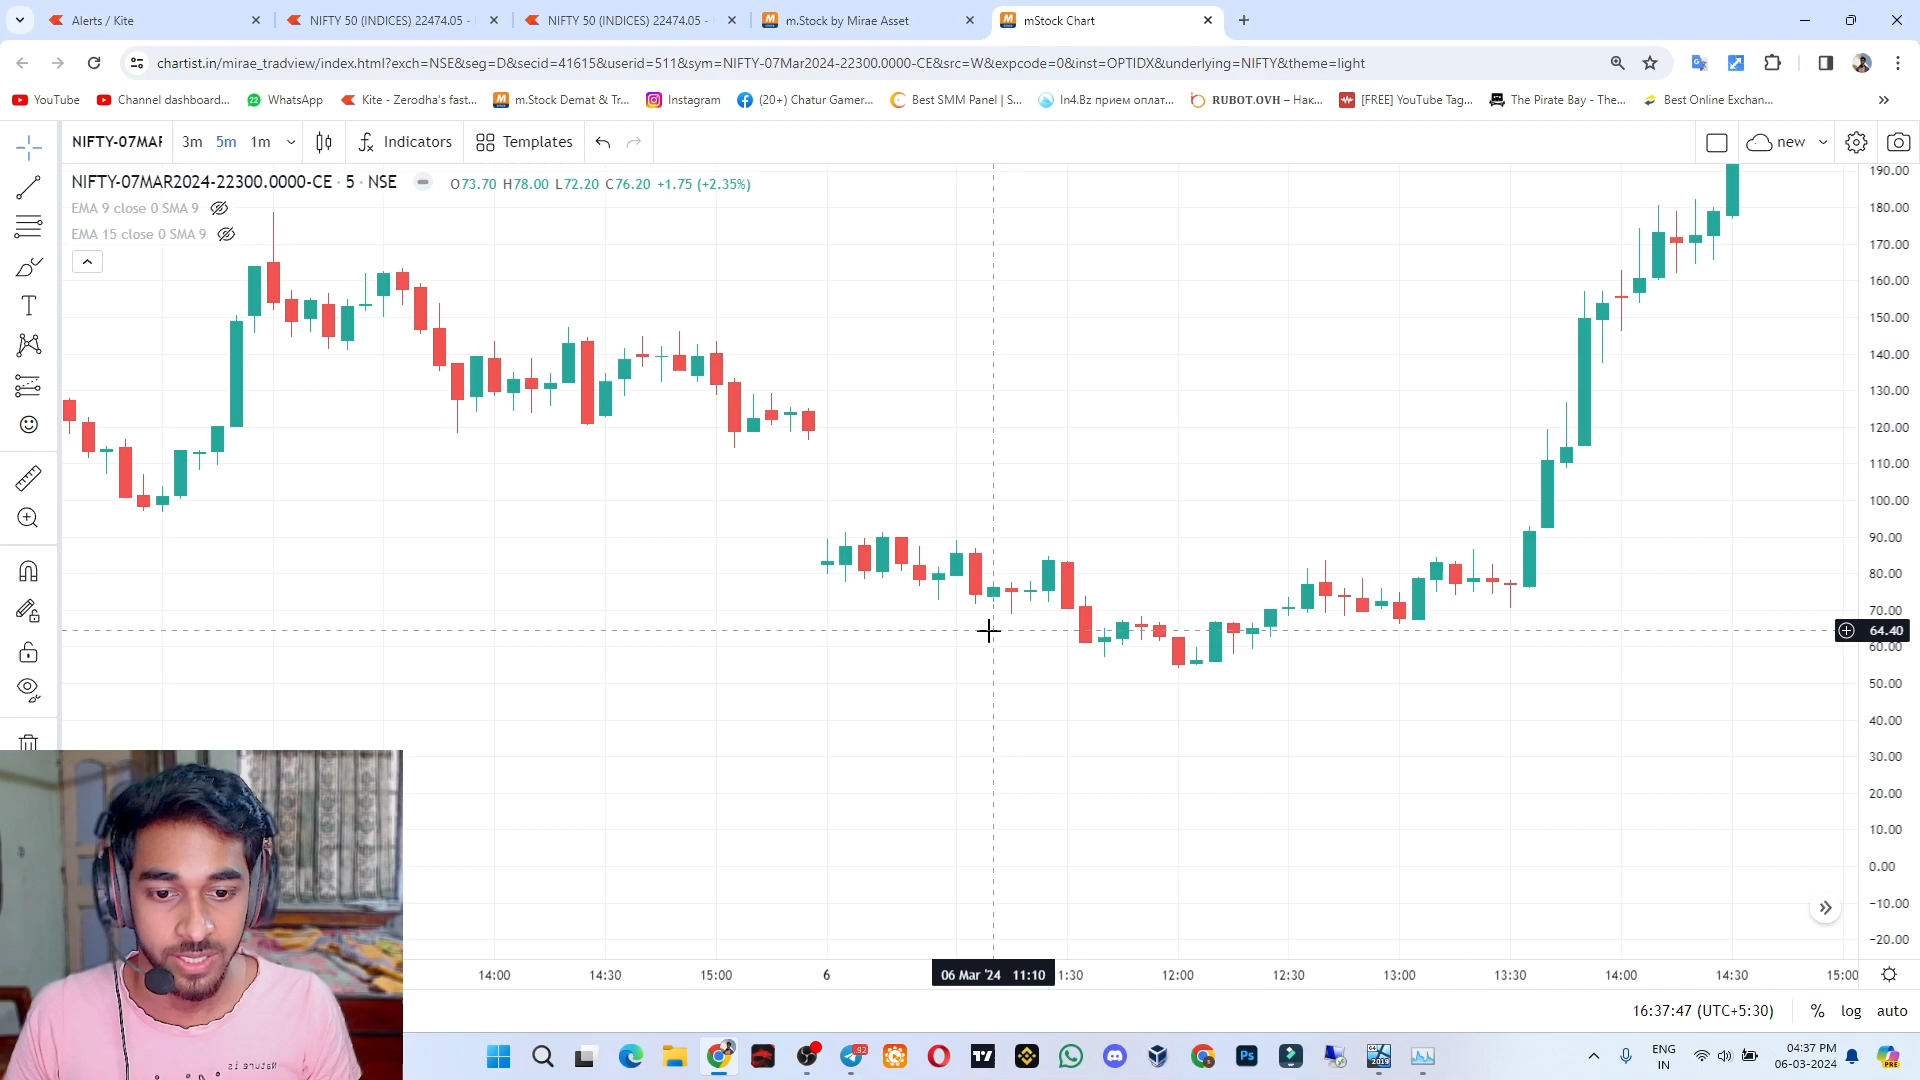 Alerts / Kite
NIFTY 50 (INDICES) 22474.05 -
NIFTY 50 (INDICES) 22474.05 -
m.Stock by Mirae Asset
mStock Chart
chartist.in/mirae_tradview/index.html?exch=NSE&seg=D&secid=41615&userid=511&sym=NIFTY-07Mar2024-22300.0000-CE&src=W&expcode=0&inst=OPTIDX&underlying=NIFTY&theme=light
YouTube
Channel dashboard...
22
WhatsApp
Kite - Zerodha's fast...
m.Stock Demat & Tr...
Instagram
(20+) Chatur Gamer...
Best SMM Panel | S...
In4.Bz прием оплат...
RUBOT.OVH – Нак...
[FREE] YouTube Tag...
The Pirate Bay - The...
Best Online Exchan...
NIFTY-07MAR
3m 5m 1m
Indicators
Templates
new
NIFTY-07MAR2024-22300.0000-CE · 5 · NSE
O73.70 H78.00 L72.20 C76.20 +1.75 (+2.35%)
EMA 9 close 0 SMA 9
EMA 15 close 0 SMA 9
190.00
180.00
170.00
160.00
150.00
140.00
130.00
120.00
110.00
100.00
90.00
80.00
70.00
64.40
60.00
50.00
40.00
30.00
20.00
10.00
0.00
−10.00
−20.00
14:00
14:30
15:00
6
06 Mar '24 11:10
1:30
12:00
12:30
13:00
13:30
14:00
14:30
15:00
16:37:47 (UTC+5:30)
%
log
auto
92
Ps
64
2019
ENG
IN
04:37 PM
06-03-2024
PRE